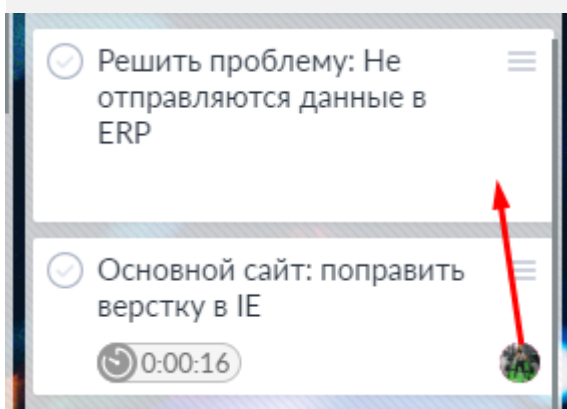 Решить проблему: Не
отправляются данные в
ERP
Основной сайт: поправить
верстку в IE
0:00:16